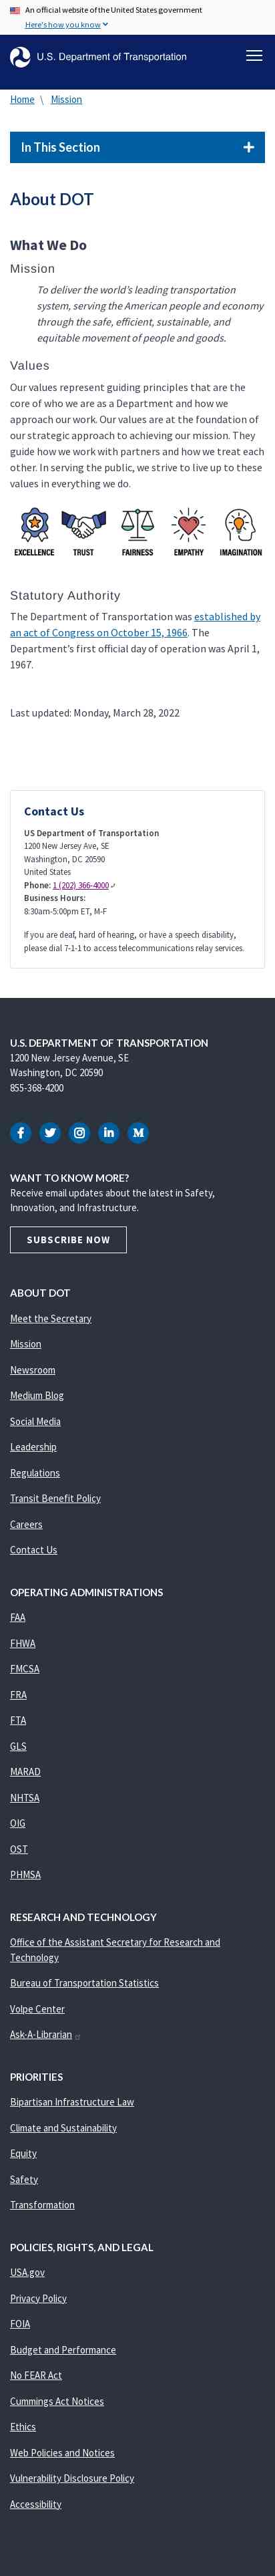 An official website of the United States government
Here's how you know
U.S. Department of Transportation
Home \ Mission
In This Section +
About DOT
What We Do
Mission
To deliver the world’s leading transportation
system, serving the American people and economy
through the safe, efficient, sustainable, and
equitable movement of people and goods.
Values
Our values represent guiding principles that are the
core of who we are as a Department and how we
approach our work. Our values are at the foundation of
our strategic approach to achieving our mission. They
guide how we work with partners and how we treat each
other. In serving the public, we strive to live up to these
values in everything we do.
EXCELLENCE TRUST FAIRNESS EMPATHY IMAGINATION
Statutory Authority
The Department of Transportation was established by
an act of Congress on October 15, 1966. The
Department’s first official day of operation was April 1,
1967.
Last updated: Monday, March 28, 2022
Contact Us
US Department of Transportation
1200 New Jersey Ave, SE
Washington, DC 20590
United States
Phone: 1 (202) 366-4000
Business Hours:
8:30am-5:00pm ET, M-F
If you are deaf, hard of hearing, or have a speech disability,
please dial 7-1-1 to access telecommunications relay services.
U.S. DEPARTMENT OF TRANSPORTATION
1200 New Jersey Avenue, SE
Washington, DC 20590
855-368-4200
WANT TO KNOW MORE?
Receive email updates about the latest in Safety,
Innovation, and Infrastructure.
SUBSCRIBE NOW
ABOUT DOT
Meet the Secretary
Mission
Newsroom
Medium Blog
Social Media
Leadership
Regulations
Transit Benefit Policy
Careers
Contact Us
OPERATING ADMINISTRATIONS
FAA
FHWA
FMCSA
FRA
FTA
GLS
MARAD
NHTSA
OIG
OST
PHMSA
RESEARCH AND TECHNOLOGY
Office of the Assistant Secretary for Research and
Technology
Bureau of Transportation Statistics
Volpe Center
Ask-A-Librarian
PRIORITIES
Bipartisan Infrastructure Law
Climate and Sustainability
Equity
Safety
Transformation
POLICIES, RIGHTS, AND LEGAL
USA.gov
Privacy Policy
FOIA
Budget and Performance
No FEAR Act
Cummings Act Notices
Ethics
Web Policies and Notices
Vulnerability Disclosure Policy
Accessibility